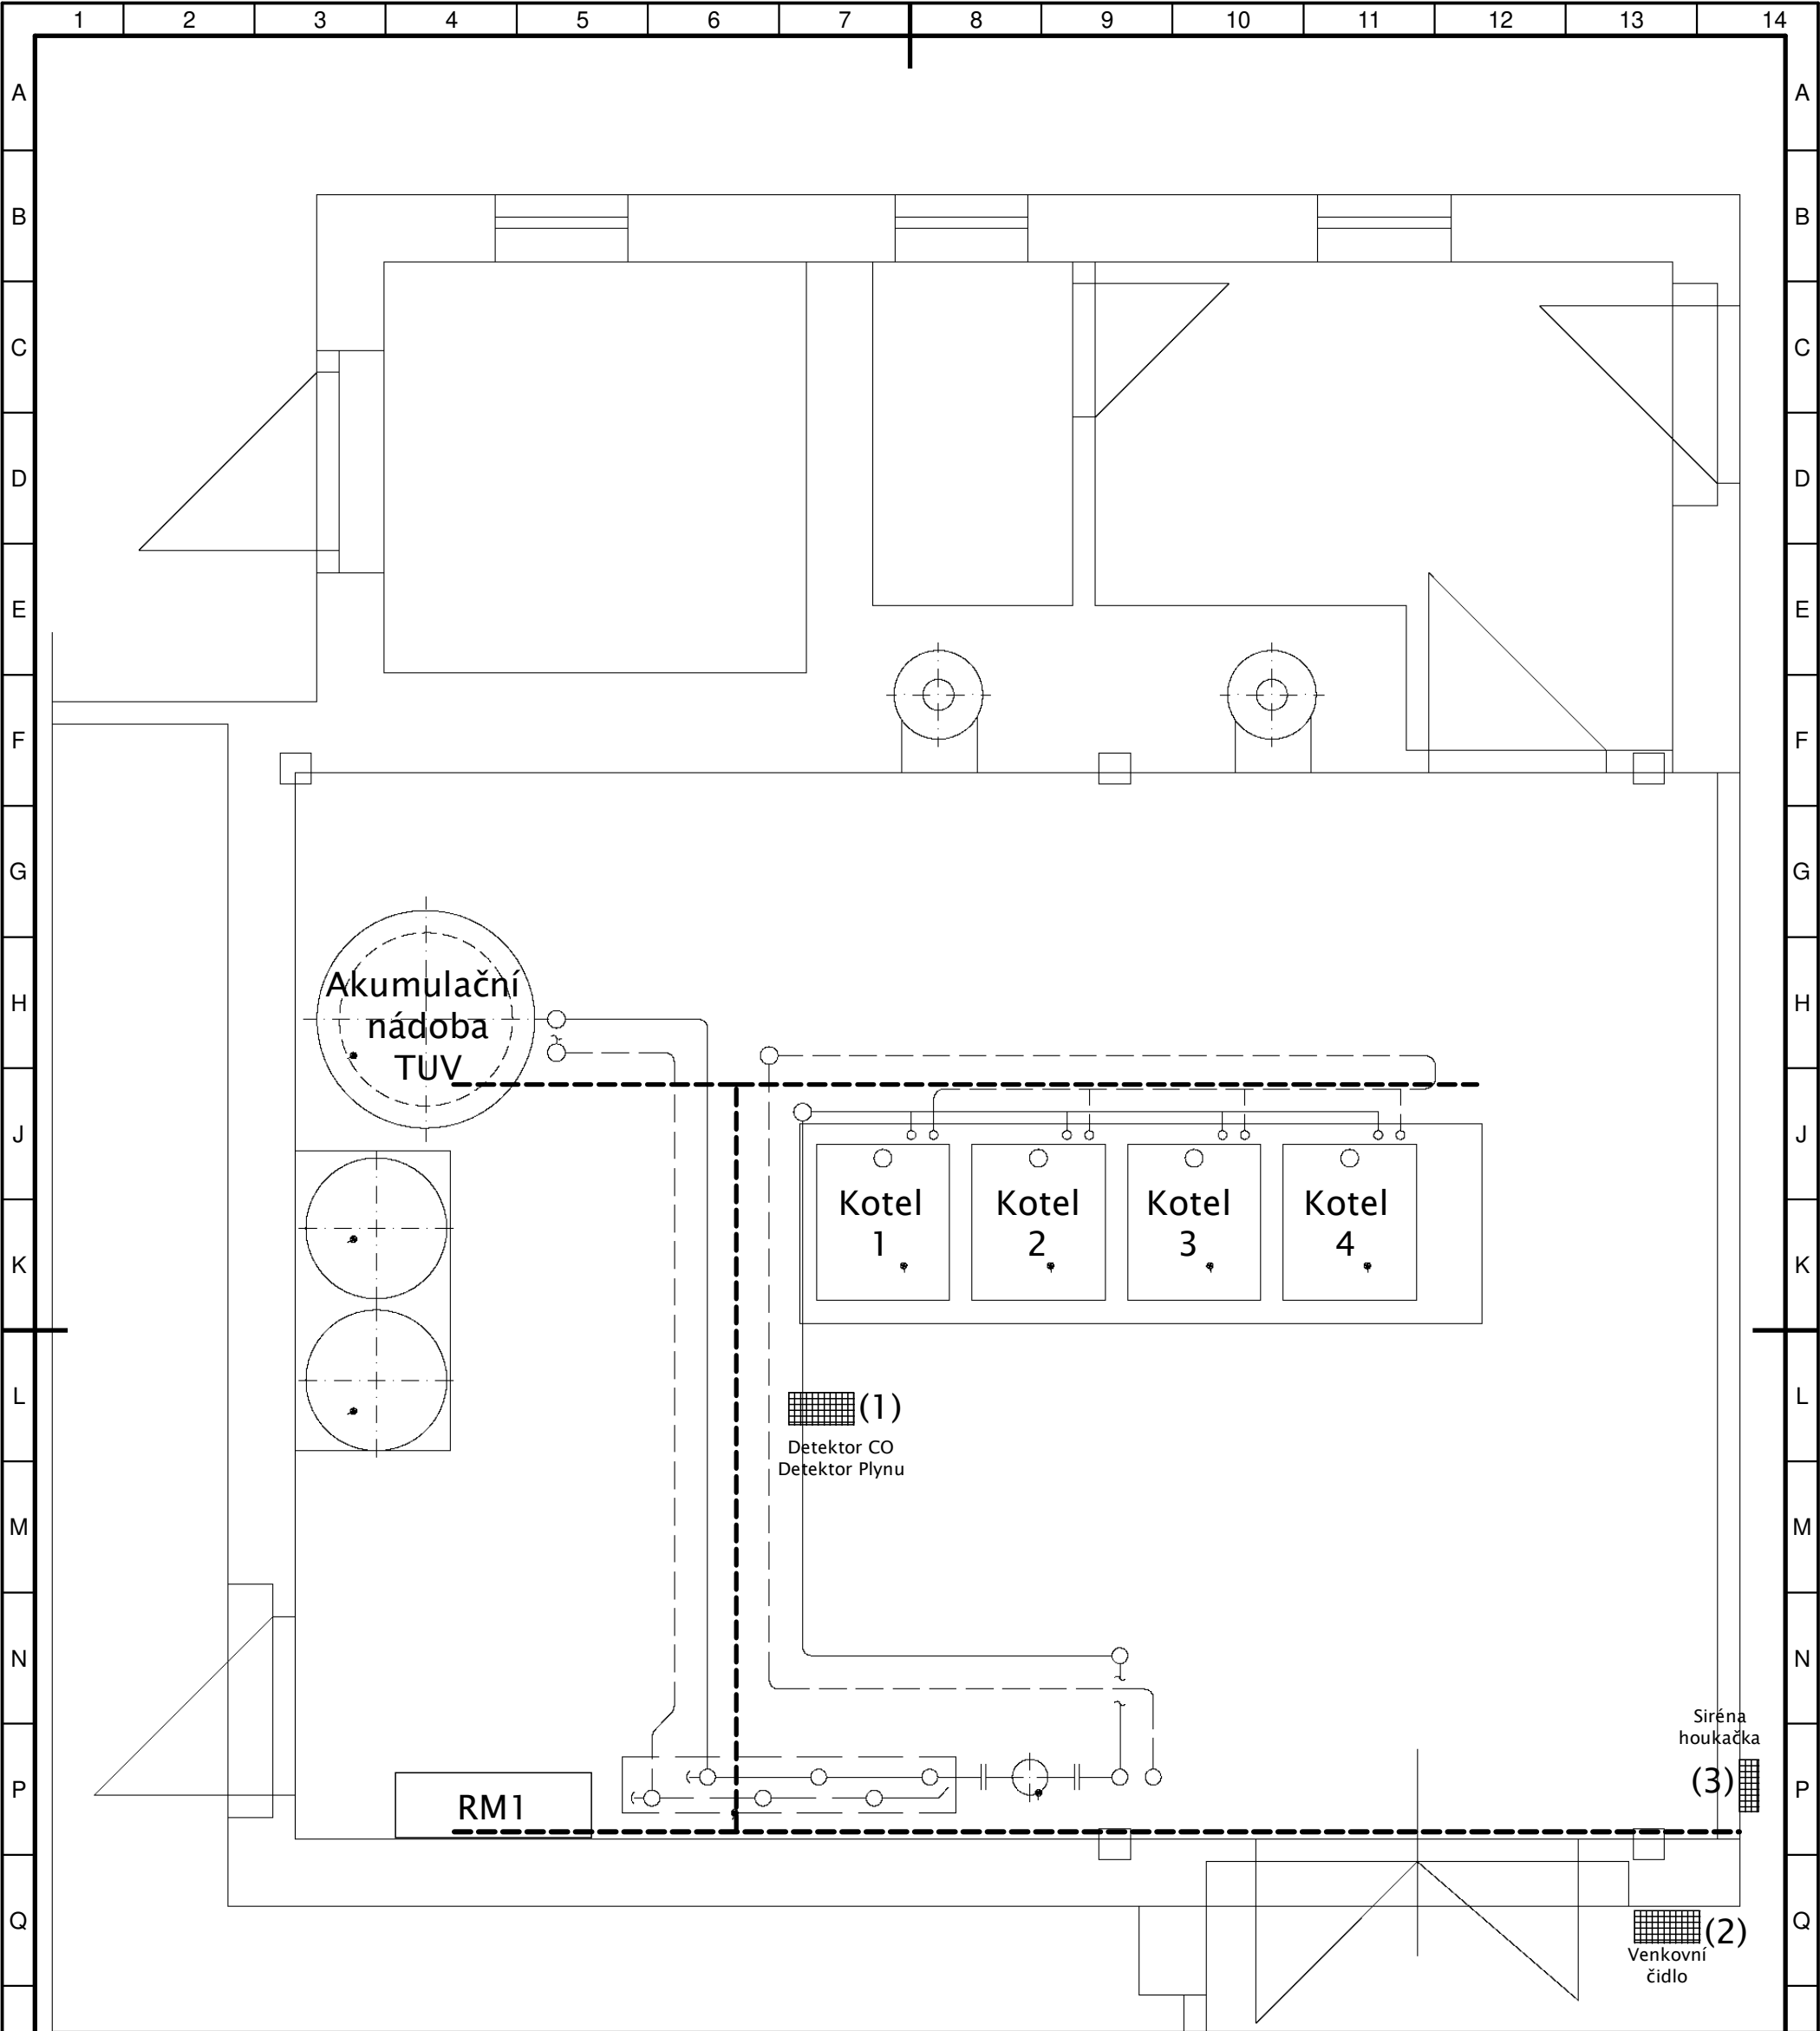 1 2 3 4 5 6 7 8 9 10 11 12 13 14
A A
B B
C C
D D
E E
F F
G G
H H
Akumulační
nádoba
TUV
J J
Kotel Kotel Kotel Kotel
1 2 3 4
K K
L L
(1)
Detektor CO
Detektor Plynu
M M
N N
Siréna
houkačka
(3)
P P
RM1
Q Q
(2)
Venkovní
čidlo